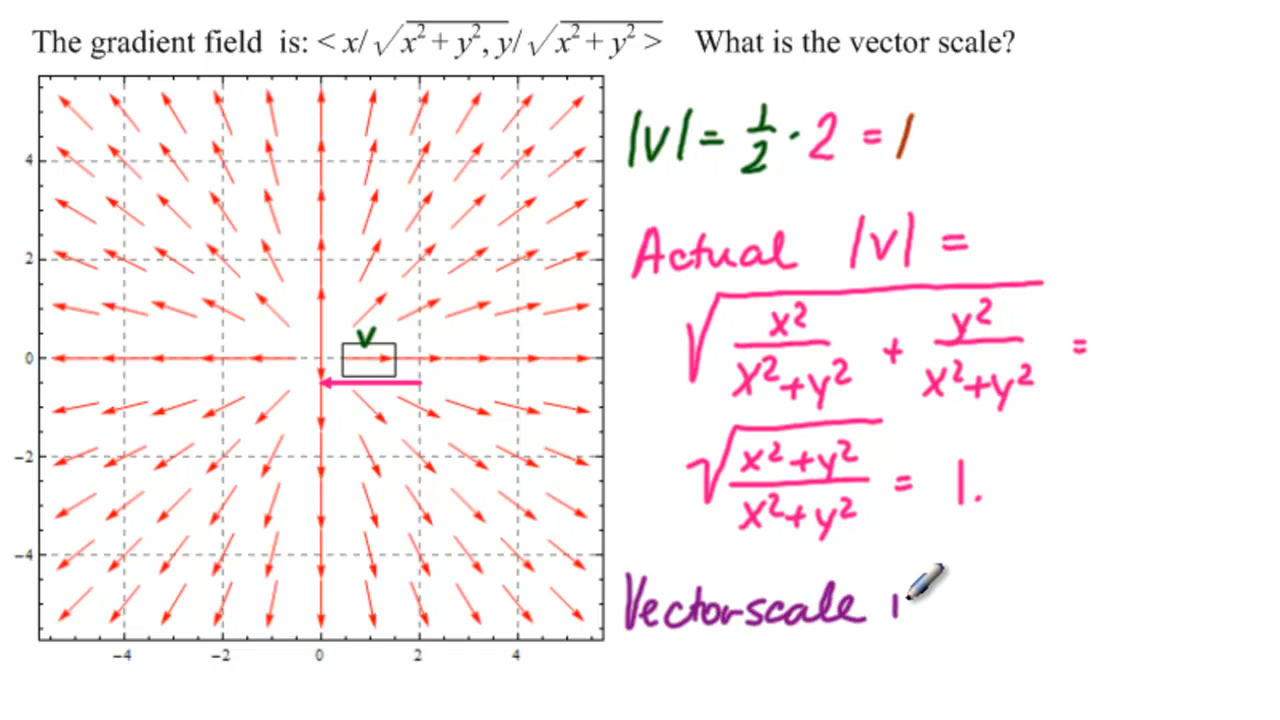 The gradient field is: < x/√x² + y², y/√x² + y² > What is the vector scale?
|V| = 1/2 · 2 = 1
Actual |V| =
√ x²/x²+y² + y²/x²+y² =
√ x²+y²/x²+y² = 1.
Vector-scale
V
4
2
0
−2
−4
−4 −2 0 2 4